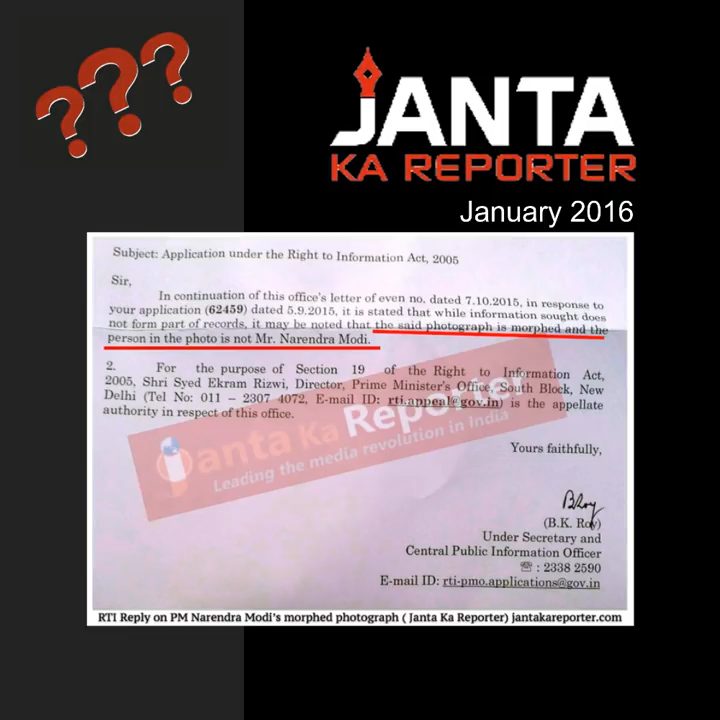 ???
JANTA
KA REPORTER
January 2016
Subject: Application under the Right to Information Act, 2005
Sir,
In continuation of this office's letter of even no. dated 7.10.2015, in response to
your application (62459) dated 5.9.2015, it is stated that while information sought does
not form part of records, it may be noted that the said photograph is morphed and the
person in the photo is not Mr. Narendra Modi.
2. For the purpose of Section 19 of the Right to Information Act,
2005, Shri Syed Ekram Rizwi, Director, Prime Minister's Office, South Block, New
Delhi (Tel No: 011 – 2307 4072, E-mail ID: rti.appeal@gov.in) is the appellate
authority in respect of this office.
Janta Ka Reporter
Leading the media revolution in India
Yours faithfully,
BRoy
(B.K. Roy)
Under Secretary and
Central Public Information Officer
☎ : 2338 2590
E-mail ID: rti-pmo.applications@gov.in
RTI Reply on PM Narendra Modi's morphed photograph ( Janta Ka Reporter) jantakareporter.com